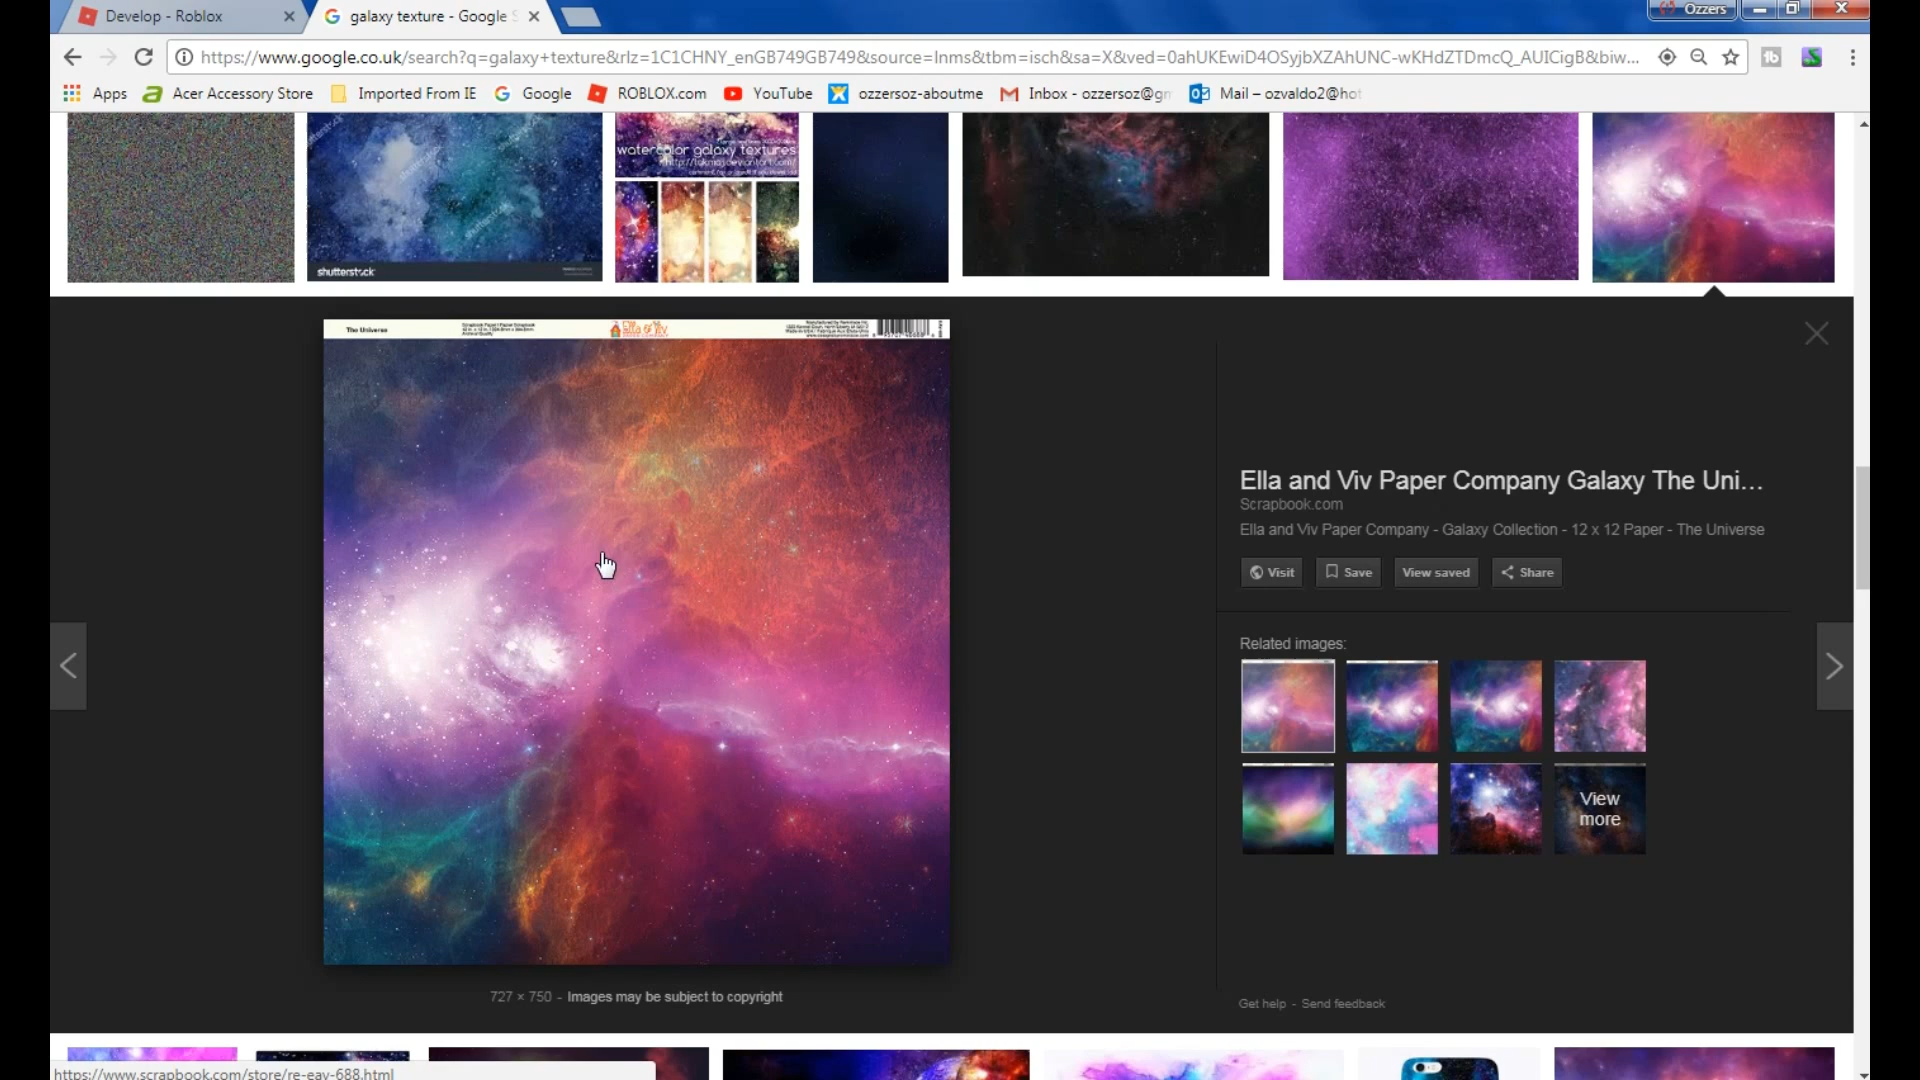 Develop - Roblox
galaxy texture - Google S
Ozzers
https://www.google.co.uk/search?q=galaxy+texture&rlz=1C1CHNY_enGB749GB749&source=lnms&tbm=isch&sa=X&ved=0ahUKEwiD4OSyjbXZAhUNC-wKHdZTDmcQ_AUICigB&biw...
Apps
Acer Accessory Store
Imported From IE
Google
ROBLOX.com
YouTube
ozzersoz-aboutme
Inbox - ozzersoz@gm
Mail – ozvaldo2@hot
shutterstock
watercolor galaxy textures
The Universe
Ella & Viv
Ella and Viv Paper Company Galaxy The Uni...
Scrapbook.com
Ella and Viv Paper Company - Galaxy Collection - 12 x 12 Paper - The Universe
Visit
Save
View saved
Share
Related images:
View
more
727 × 750 - Images may be subject to copyright
Get help - Send feedback
https://www.scrapbook.com/store/re-eav-688.html